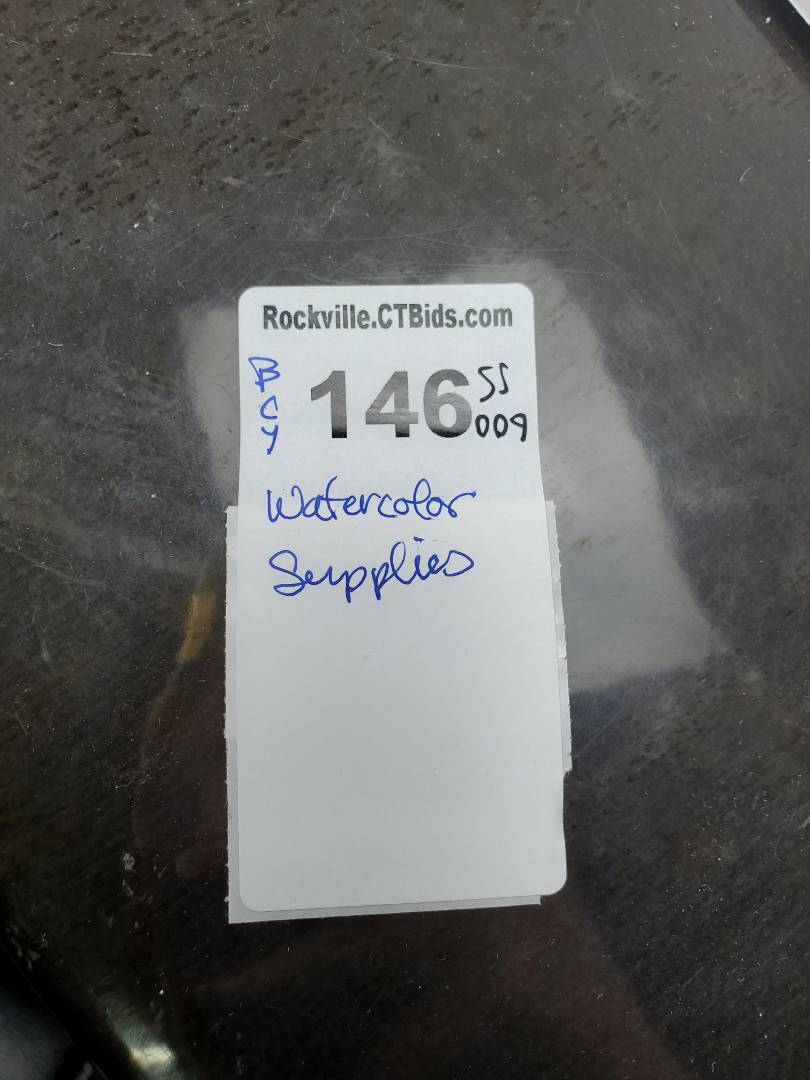 Rockville.CTBids.com
B
C
y
146
SS
009
Watercolor
Supplies